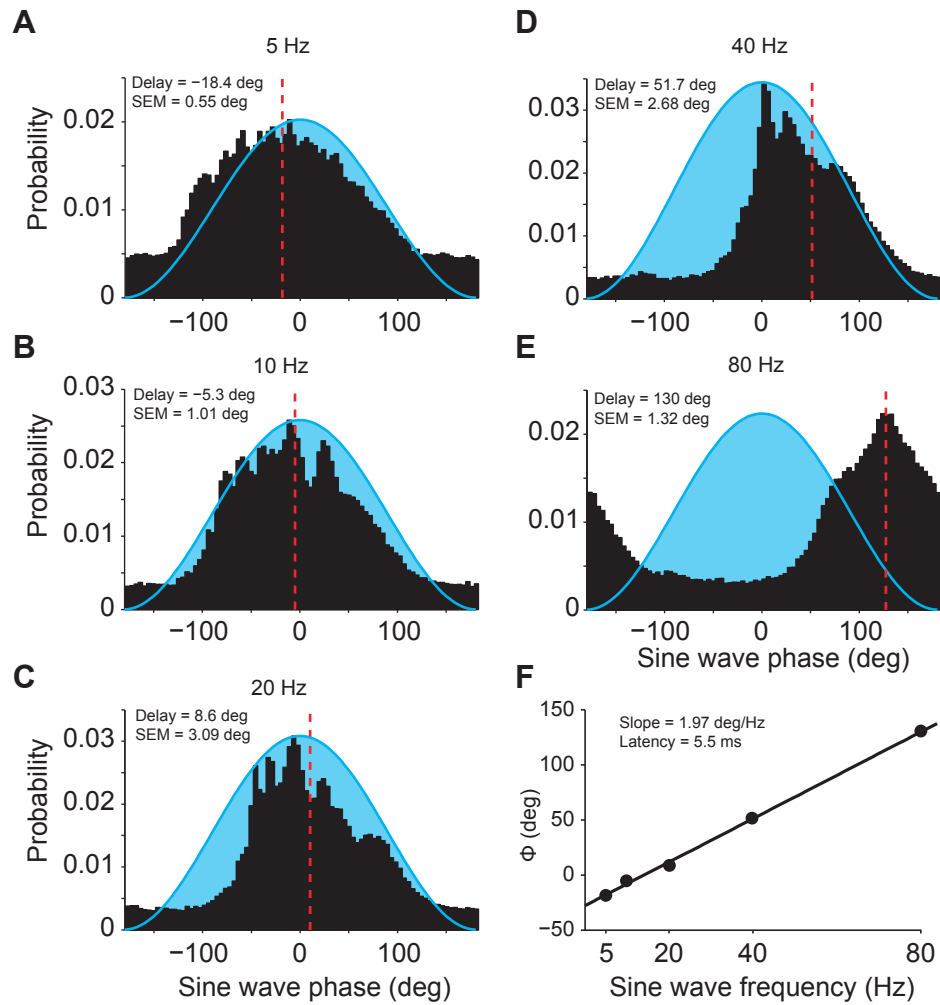 A
5 Hz
Delay = −18.4 deg
SEM = 0.55 deg
Probability
0.02
0.01
0
−100 0 100
B
10 Hz
Delay = −5.3 deg
SEM = 1.01 deg
Probability
0.03
0.02
0.01
0
−100 0 100
C
20 Hz
Delay = 8.6 deg
SEM = 3.09 deg
Probability
0.03
0.02
0.01
0
−100 0 100
Sine wave phase (deg)
D
40 Hz
Delay = 51.7 deg
SEM = 2.68 deg
0.03
0.02
0.01
0
−100 0 100
E
80 Hz
Delay = 130 deg
SEM = 1.32 deg
0.02
0.01
0
−100 0 100
Sine wave phase (deg)
F
Slope = 1.97 deg/Hz
Latency = 5.5 ms
Φ (deg)
150
100
50
0
−50
5 20 40 80
Sine wave frequency (Hz)